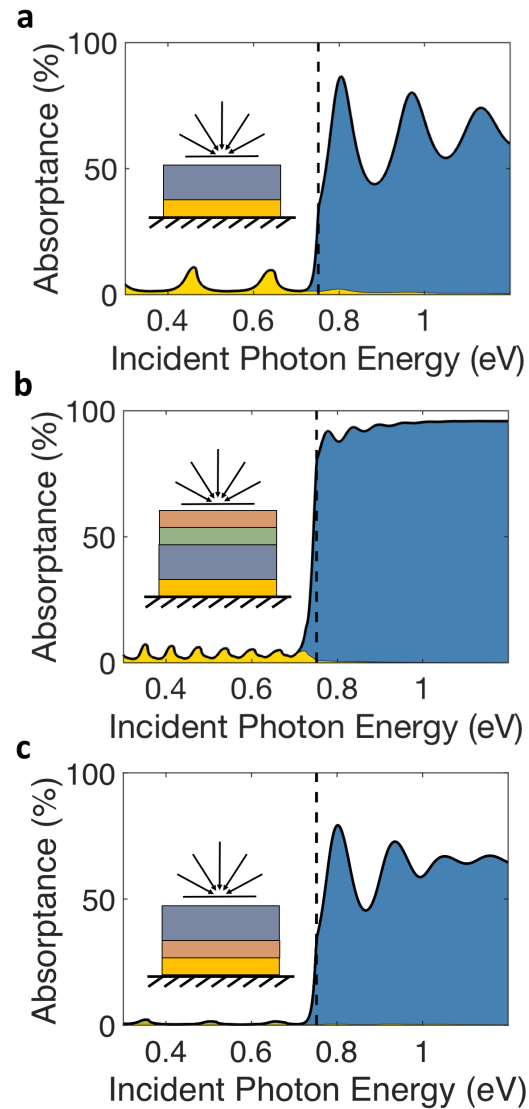 a
Absorptance (%)
100
50
0
0.4
0.6
0.8
1
Incident Photon Energy (eV)
b
Absorptance (%)
100
50
0
0.4
0.6
0.8
1
Incident Photon Energy (eV)
c
Absorptance (%)
100
50
0
0.4
0.6
0.8
1
Incident Photon Energy (eV)